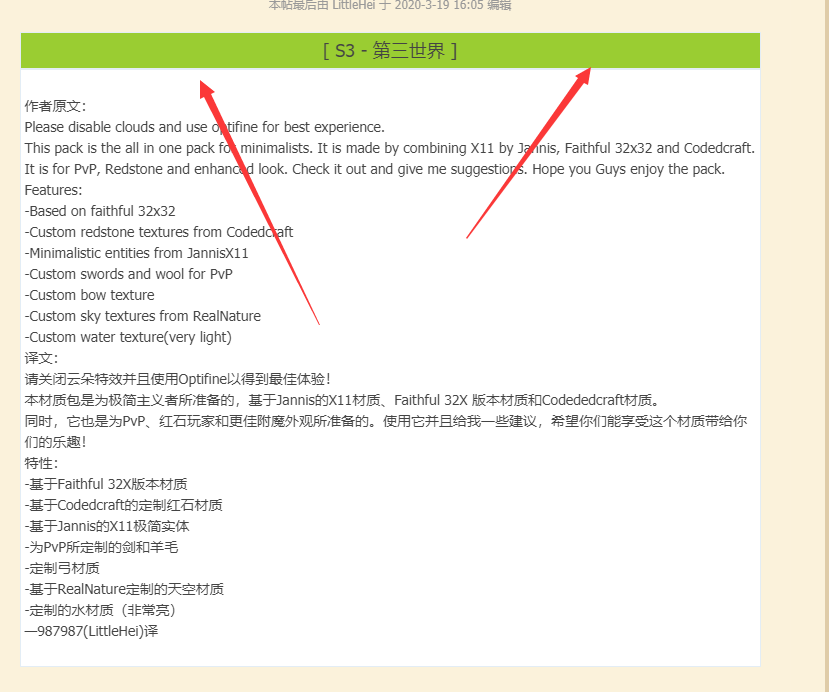 本帖最后由 LittleHei 于 2020-3-19 16:05 编辑
[ S3 - 第三世界 ]
作者原文:
Please disable clouds and use optifine for best experience.
This pack is the all in one pack for minimalists. It is made by combining X11 by Jannis, Faithful 32x32 and Codedcraft.
It is for PvP, Redstone and enhanced look. Check it out and give me suggestions. Hope you Guys enjoy the pack.
Features:
-Based on faithful 32x32
-Custom redstone textures from Codedcraft
-Minimalistic entities from JannisX11
-Custom swords and wool for PvP
-Custom bow texture
-Custom sky textures from RealNature
-Custom water texture(very light)
译文:
请关闭云朵特效并且使用Optifine以得到最佳体验！
本材质包是为极简主义者所准备的，基于Jannis的X11材质、Faithful 32X 版本材质和Codededcraft材质。
同时，它也是为PvP、红石玩家和更佳附魔外观所准备的。使用它并且给我一些建议，希望你们能享受这个材质带给你
们的乐趣！
特性:
-基于Faithful 32X版本材质
-基于Codedcraft的定制红石材质
-基于Jannis的X11极简实体
-为PvP所定制的剑和羊毛
-定制弓材质
-基于RealNature定制的天空材质
-定制的水材质（非常亮）
—987987(LittleHei)译